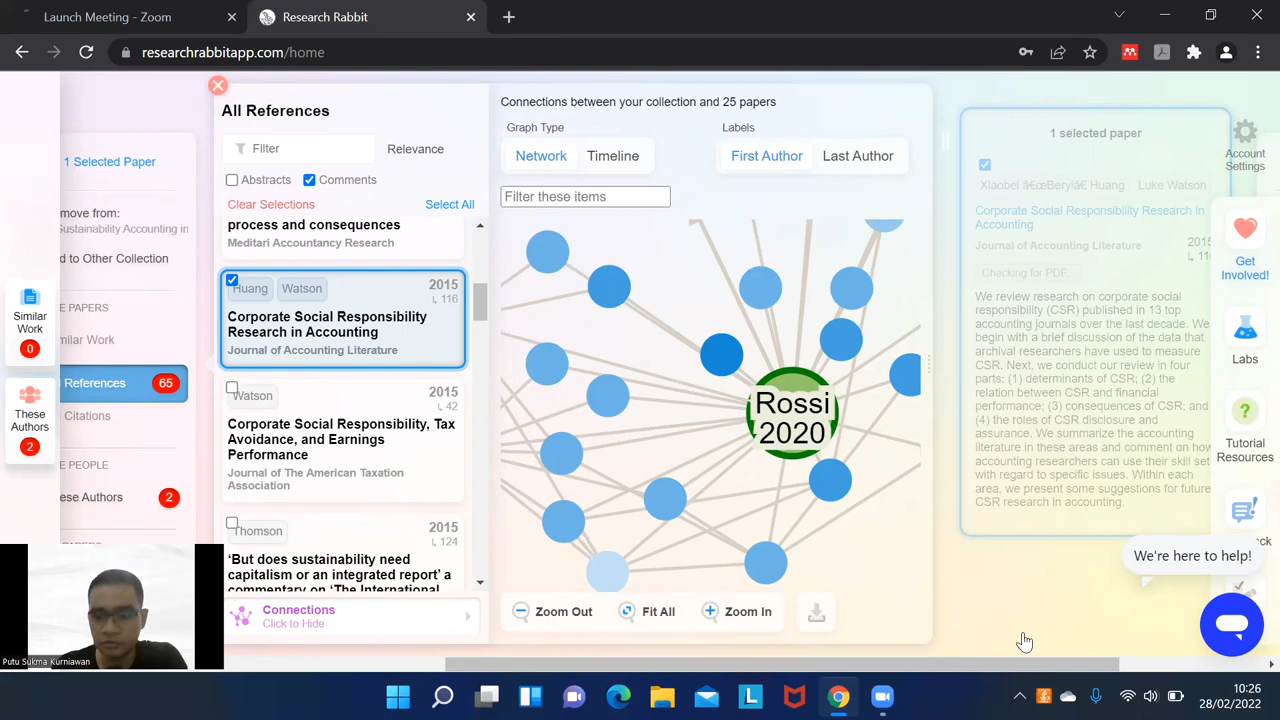 Launch Meeting - Zoom
Research Rabbit
researchrabbitapp.com/home
1 Selected Paper
move from:
Sustainability Accounting in
d to Other Collection
E PAPERS
ilar Work
References 65
Citations
E PEOPLE
ese Authors 2
Similar
Work
0
These
Authors
2
All References
Filter
Relevance
Abstracts
Comments
Clear Selections
Select All
process and consequences
Meditari Accountancy Research
Huang Watson 2015
116
Corporate Social Responsibility
Research in Accounting
Journal of Accounting Literature
Watson 2015
42
Corporate Social Responsibility, Tax
Avoidance, and Earnings
Performance
Journal of The American Taxation
Association
Thomson 2015
124
'But does sustainability need
capitalism or an integrated report' a
commentary on 'The International
Connections
Click to Hide
Connections between your collection and 25 papers
Graph Type
Labels
Network Timeline
First Author Last Author
Filter these items
Rossi
2020
Zoom Out
Fit All
Zoom In
1 selected paper
Xiaobei â€œBerylâ€ Huang Luke Watson
Corporate Social Responsibility Research in
Accounting
Journal of Accounting Literature
2015
Checking for PDF...
We review research on corporate social
responsibility (CSR) published in 13 top
accounting journals over the last decade. We
begin with a brief discussion of the data that
archival researchers have used to measure
CSR. Next, we conduct our review in four
parts: (1) determinants of CSR; (2) the
relation between CSR and financial
performance; (3) consequences of CSR; and
(4) the roles of CSR disclosure and
assurance. We summarize the accounting
literature in these areas and comment on how
accounting researchers can use their skill set
with regard to specific issues. Within each
area, we present some suggestions for future
CSR research in accounting.
Account
Settings
Get
Involved!
Labs
Tutorial
Resources
We're here to help!
Putu Sukma Kurniawan
10:26
28/02/2022